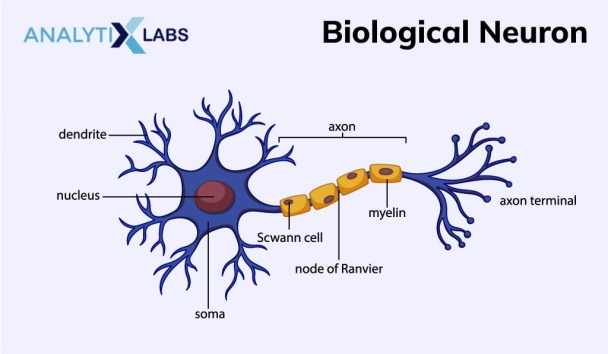 ANALYTIX LABS
Biological Neuron
axon
dendrite
nucleus
axon terminal
myelin
Scwann cell
node of Ranvier
soma